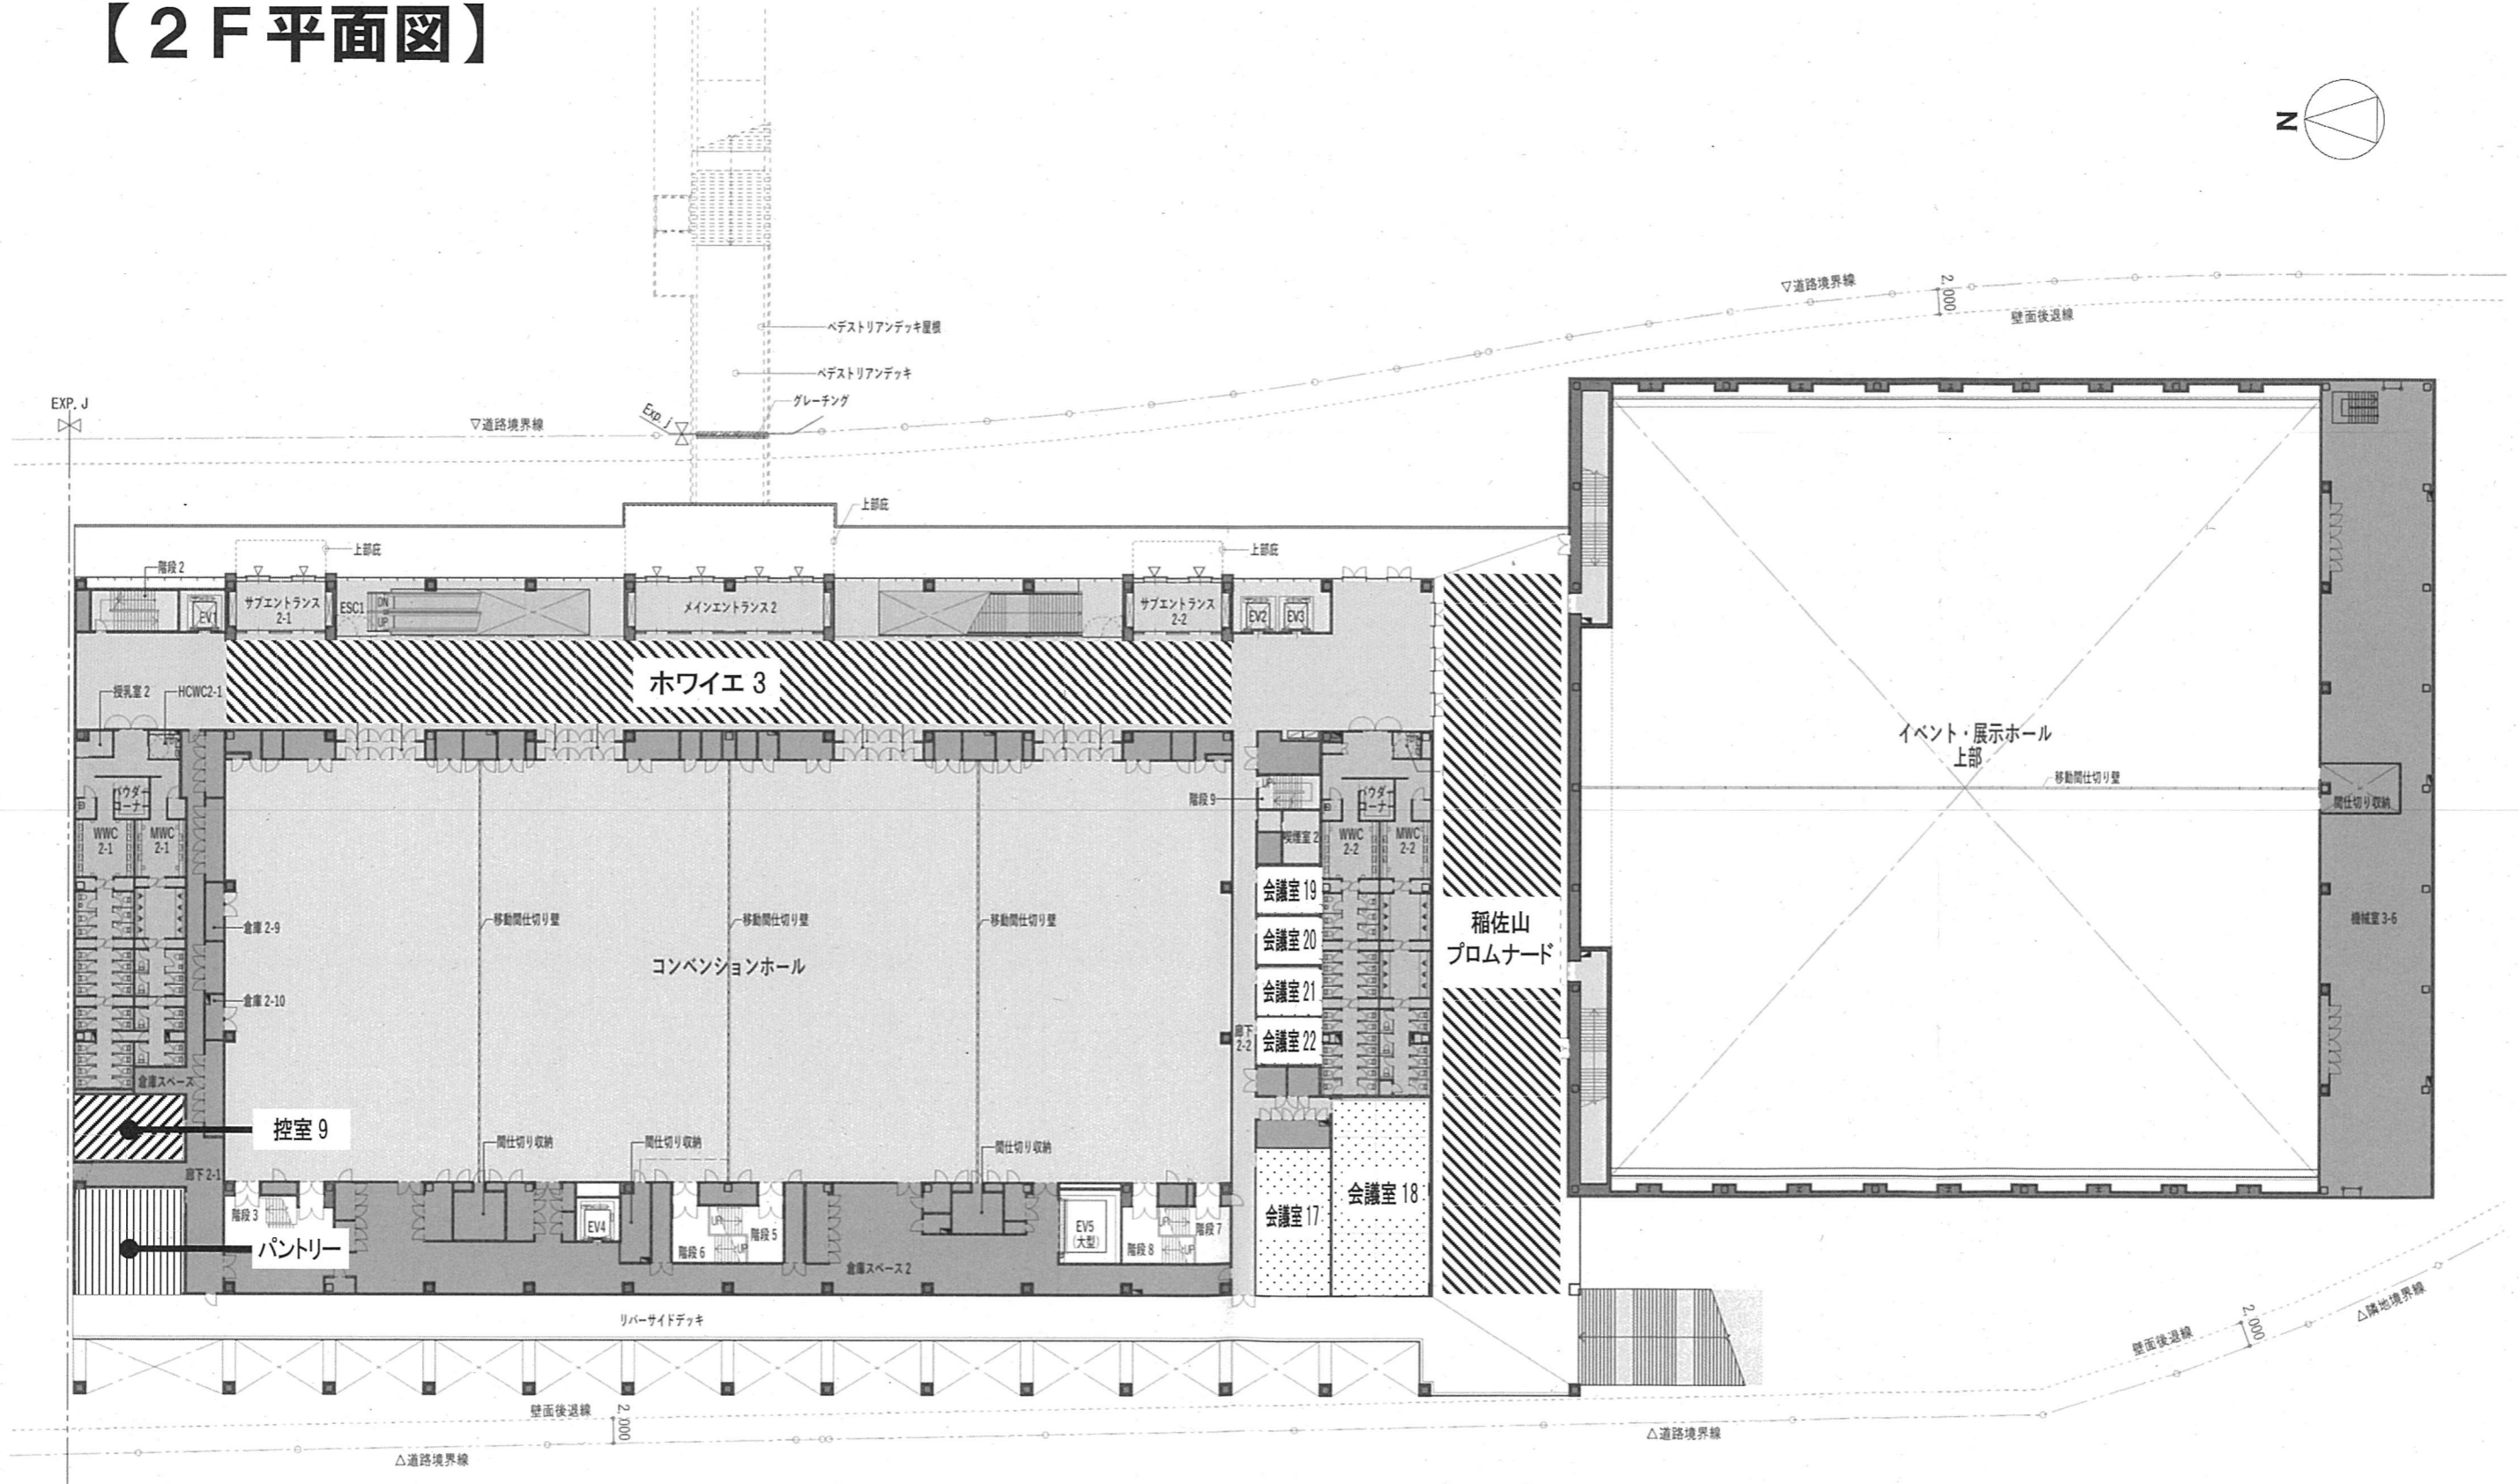 【２Ｆ平面図】
N
▽道路境界線
2,000
壁面後退線
ペデストリアンデッキ屋根
ペデストリアンデッキ
グレーチング
EXP. J
▽道路境界線
Exp. j
上部庇
上部庇
上部庇
階段 2
EV1
サブエントランス
2-1
ESC1
DN
UP
メインエントランス 2
サブエントランス
2-2
EV2
EV3
ホワイエ 3
授乳室 2
HCWC2-1
イベント・展示ホール
上部
移動間仕切り壁
間仕切り収納
パウダー
コーナー
WWC
2-1
MWC
2-1
UP
階段 9
喫煙室 2
パウダー
コーナー
WWC
2-2
MWC
2-2
会議室 19
会議室 20
会議室 21
会議室 22
稲佐山
プロムナード
機械室 3-6
倉庫 2-9
倉庫 2-10
移動間仕切り壁
移動間仕切り壁
移動間仕切り壁
コンベンションホール
廊下
2-2
倉庫スペース
控室 9
間仕切り収納
間仕切り収納
間仕切り収納
廊下 2-1
階段 3
パントリー
EV4
UP
UP
階段 6
階段 5
EV5
(大型)
UP
UP
階段 8
階段 7
会議室 17
会議室 18
倉庫スペース 2
リバーサイドデッキ
壁面後退線
2,000
△道路境界線
△道路境界線
壁面後退線
2,000
△隣地境界線